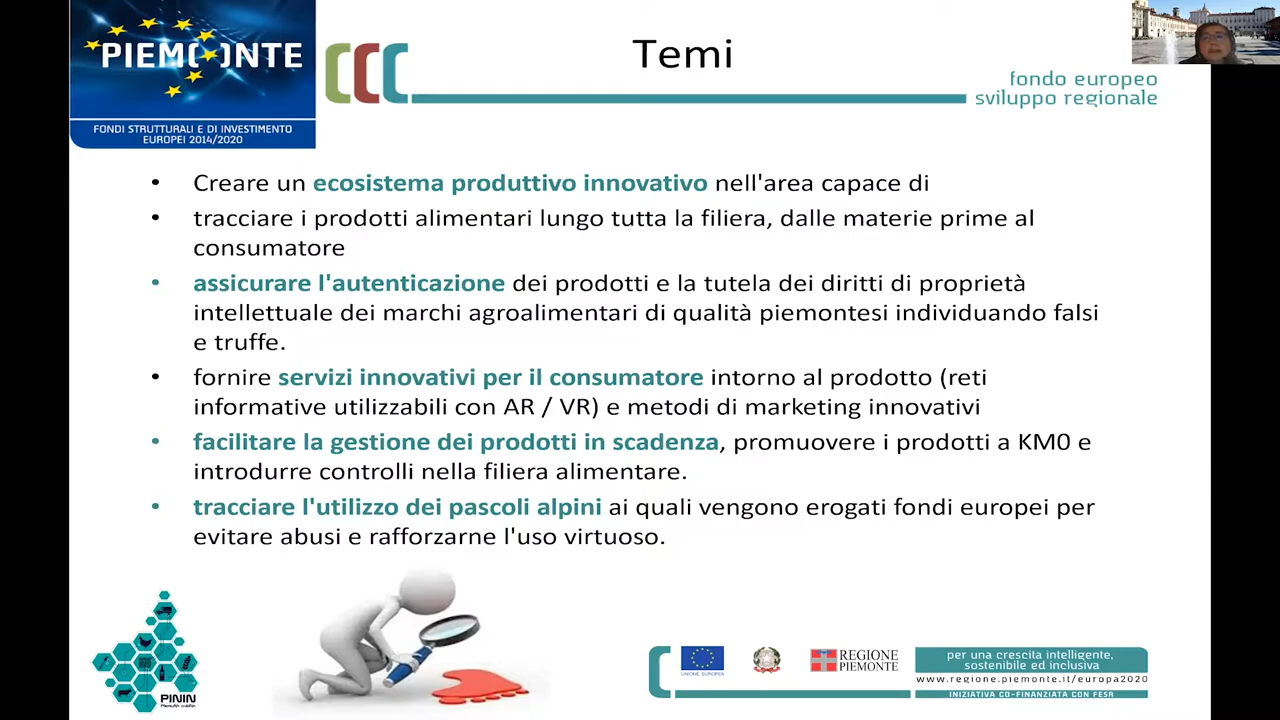 PIEMONTE
FONDI STRUTTURALI E DI INVESTIMENTO
EUROPEI 2014/2020
Temi
fondo europeo
sviluppo regionale
• Creare un ecosistema produttivo innovativo nell'area capace di
• tracciare i prodotti alimentari lungo tutta la filiera, dalle materie prime al
consumatore
• assicurare l'autenticazione dei prodotti e la tutela dei diritti di proprietà
intellettuale dei marchi agroalimentari di qualità piemontesi individuando falsi
e truffe.
• fornire servizi innovativi per il consumatore intorno al prodotto (reti
informative utilizzabili con AR / VR) e metodi di marketing innovativi
• facilitare la gestione dei prodotti in scadenza, promuovere i prodotti a KM0 e
introdurre controlli nella filiera alimentare.
• tracciare l'utilizzo dei pascoli alpini ai quali vengono erogati fondi europei per
evitare abusi e rafforzarne l'uso virtuoso.
PININ
UNIONE EUROPEA
REGIONE
PIEMONTE
per una crescita intelligente,
sostenibile ed inclusiva
www.regione.piemonte.it/europa2020
INIZIATIVA CO-FINANZIATA CON FESR